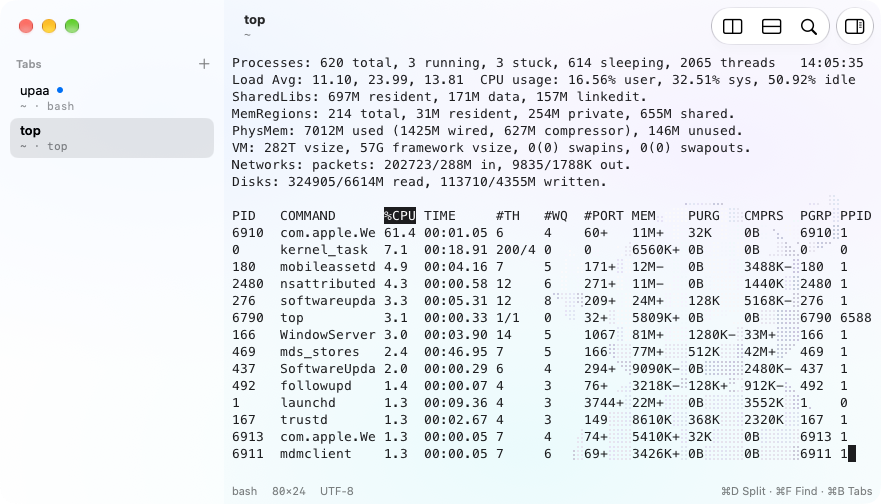 top
~
Tabs
upaa
~ · bash
top
~ · top
Processes: 620 total, 3 running, 3 stuck, 614 sleeping, 2065 threads 14:05:35
Load Avg: 11.10, 23.99, 13.81 CPU usage: 16.56% user, 32.51% sys, 50.92% idle
SharedLibs: 697M resident, 171M data, 157M linkedit.
MemRegions: 214 total, 31M resident, 254M private, 655M shared.
PhysMem: 7012M used (1425M wired, 627M compressor), 146M unused.
VM: 282T vsize, 57G framework vsize, 0(0) swapins, 0(0) swapouts.
Networks: packets: 202723/288M in, 9835/1788K out.
Disks: 324905/6614M read, 113710/4355M written.
PID COMMAND %CPU TIME #TH #WQ #PORT MEM PURG CMPRS PGRP PPID
6910 com.apple.We 61.4 00:01.05 6 4 60+ 11M+ 32K 0B 6910 1
0 kernel_task 7.1 00:18.91 200/4 0 0 6560K+ 0B 0B 0 0
180 mobileassetd 4.9 00:04.16 7 5 171+ 12M- 0B 3488K- 180 1
2480 nsattributed 4.3 00:00.58 12 6 271+ 11M- 0B 1440K 2480 1
276 softwareupda 3.3 00:05.31 12 8 209+ 24M+ 128K 5168K- 276 1
6790 top 3.1 00:00.33 1/1 0 32+ 5809K+ 0B 0B 6790 6588
166 WindowServer 3.0 00:03.90 14 5 1067 81M+ 1280K- 33M+ 166 1
469 mds_stores 2.4 00:46.95 7 5 166 77M+ 512K 42M+ 469 1
437 SoftwareUpda 2.0 00:00.29 6 4 294+ 9090K- 0B 2480K- 437 1
492 followupd 1.4 00:00.07 4 3 76+ 3218K- 128K+ 912K- 492 1
1 launchd 1.3 00:09.36 4 3 3744+ 22M+ 0B 3552K 1 0
167 trustd 1.3 00:02.67 4 3 149 8610K 368K 2320K 167 1
6913 com.apple.We 1.3 00:00.05 7 4 74+ 5410K+ 32K 0B 6913 1
6911 mdmclient 1.3 00:00.05 7 6 69+ 3426K+ 0B 0B 6911 1
bash 80×24 UTF-8 ⌘D Split · ⌘F Find · ⌘B Tabs